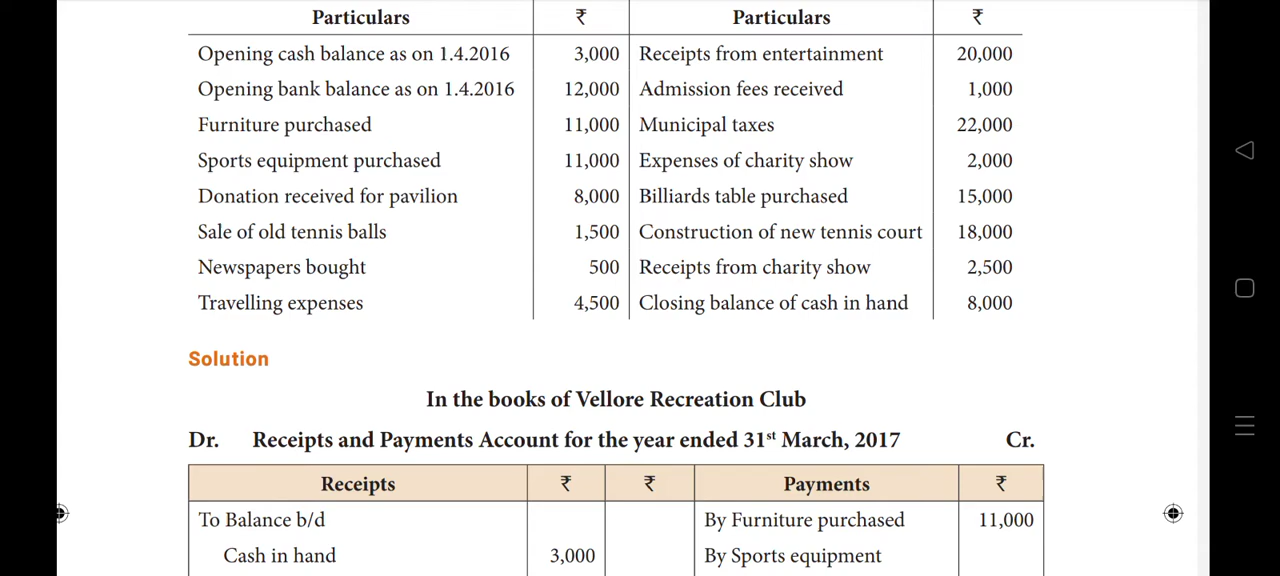 Particulars ₹ Particulars ₹
Opening cash balance as on 1.4.2016 3,000 Receipts from entertainment 20,000
Opening bank balance as on 1.4.2016 12,000 Admission fees received 1,000
Furniture purchased 11,000 Municipal taxes 22,000
Sports equipment purchased 11,000 Expenses of charity show 2,000
Donation received for pavilion 8,000 Billiards table purchased 15,000
Sale of old tennis balls 1,500 Construction of new tennis court 18,000
Newspapers bought 500 Receipts from charity show 2,500
Travelling expenses 4,500 Closing balance of cash in hand 8,000
Solution
In the books of Vellore Recreation Club
Dr. Receipts and Payments Account for the year ended 31st March, 2017 Cr.
Receipts ₹ ₹ Payments ₹
To Balance b/d By Furniture purchased 11,000
Cash in hand 3,000 By Sports equipment